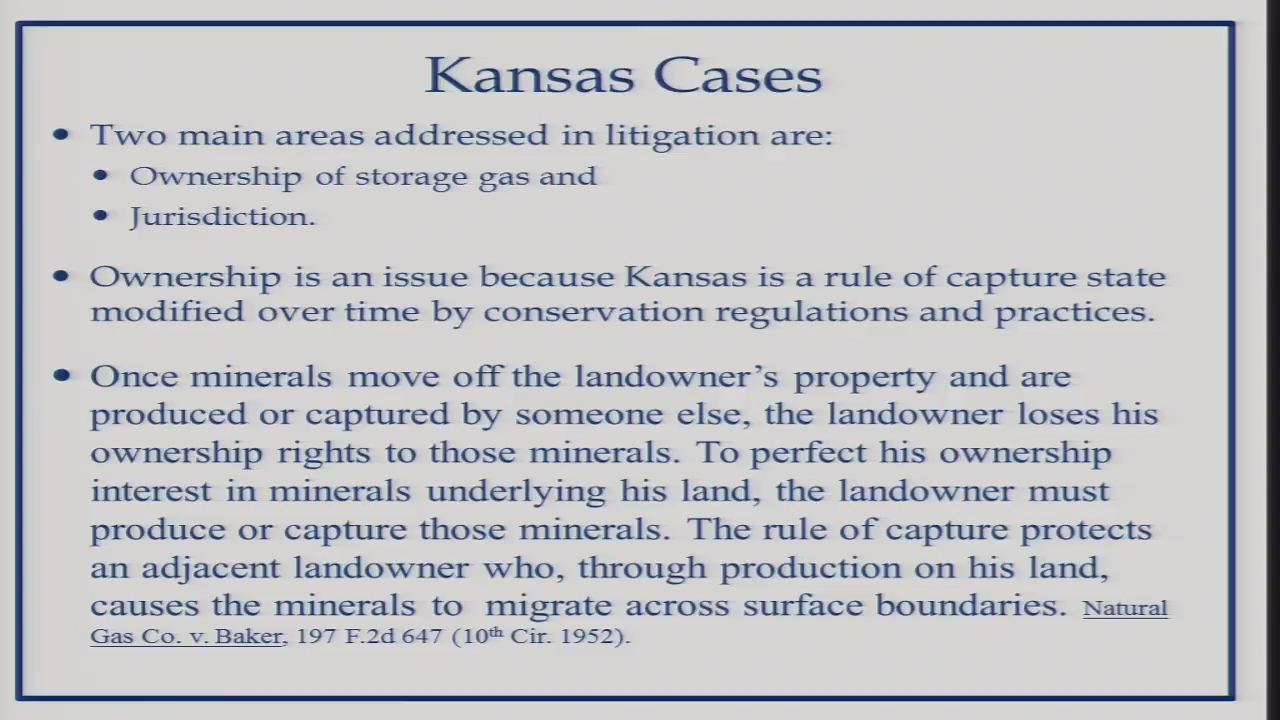 Kansas Cases
• Two main areas addressed in litigation are:
• Ownership of storage gas and
• Jurisdiction.
• Ownership is an issue because Kansas is a rule of capture state
modified over time by conservation regulations and practices.
• Once minerals move off the landowner's property and are
produced or captured by someone else, the landowner loses his
ownership rights to those minerals. To perfect his ownership
interest in minerals underlying his land, the landowner must
produce or capture those minerals. The rule of capture protects
an adjacent landowner who, through production on his land,
causes the minerals to migrate across surface boundaries. Natural
Gas Co. v. Baker, 197 F.2d 647 (10th Cir. 1952).